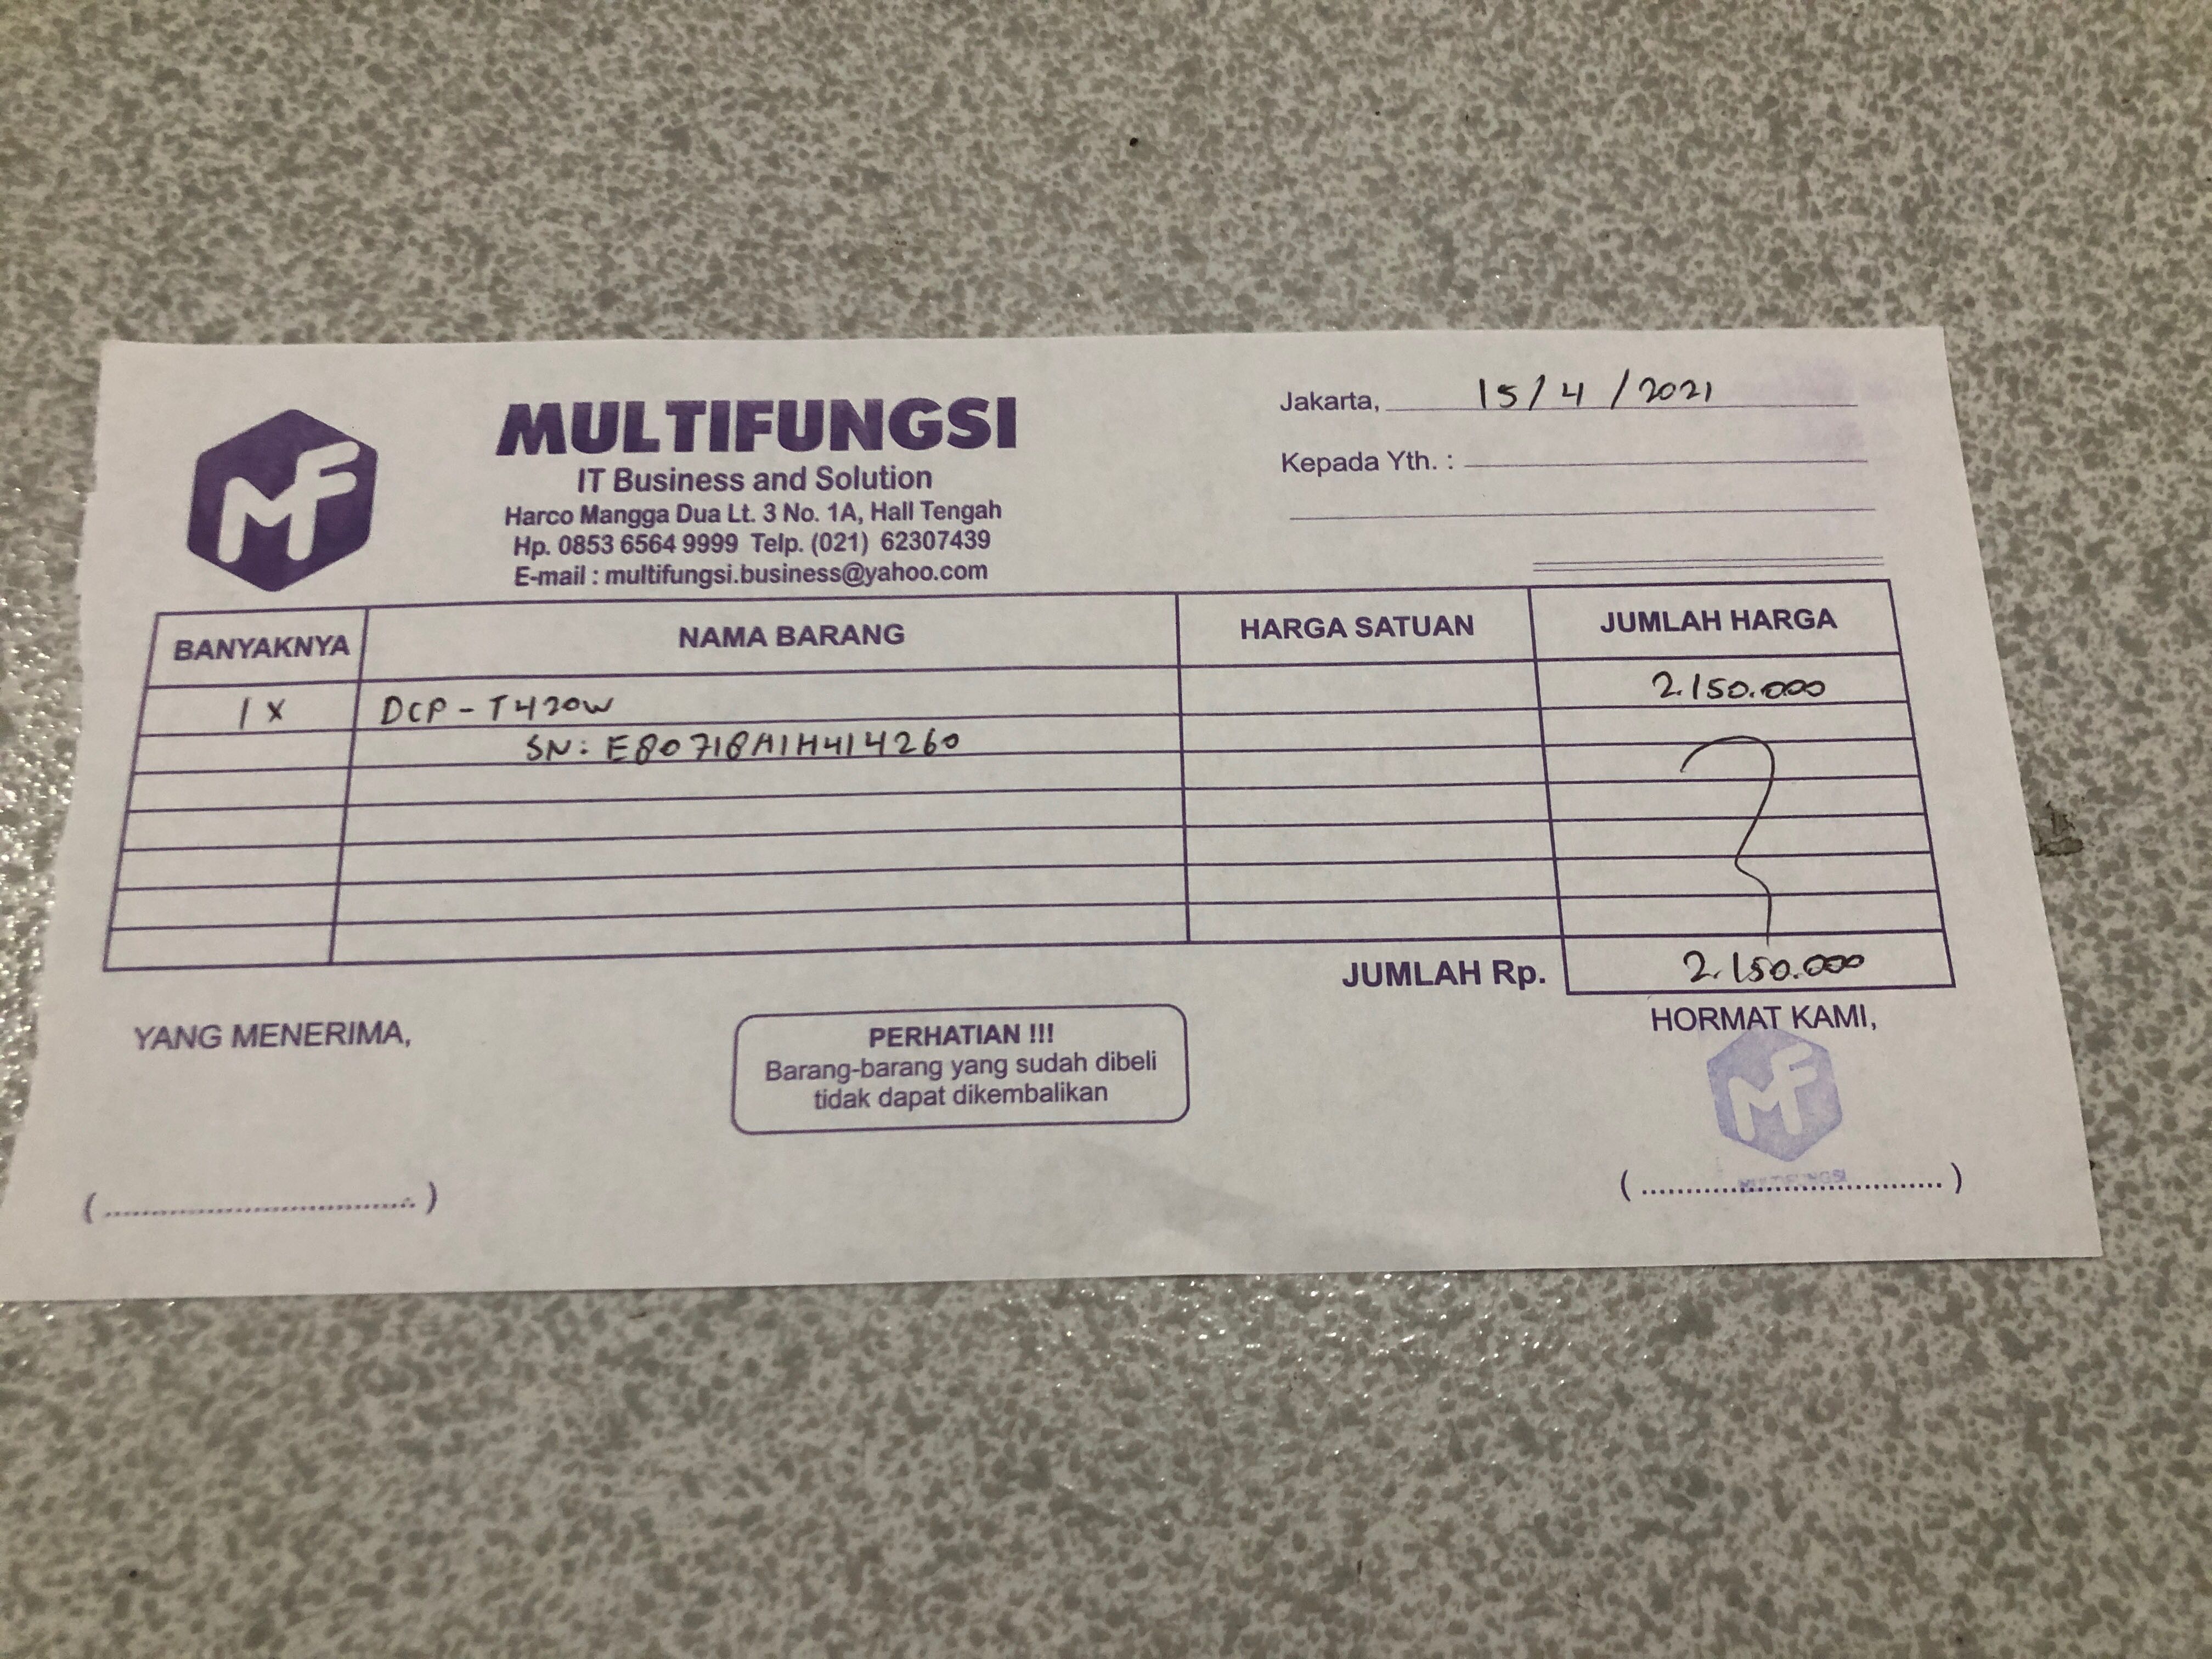 MF
MULTIFUNGSI
IT Business and Solution
Harco Mangga Dua Lt. 3 No. 1A, Hall Tengah
Hp. 0853 6564 9999 Telp. (021) 62307439
E-mail : multifungsi.business@yahoo.com
Jakarta, 15/4/2021
Kepada Yth. :
BANYAKNYA NAMA BARANG HARGA SATUAN JUMLAH HARGA
1 X DCP-T420W 2.150.000
SN: E80718A1H414260
JUMLAH Rp. 2.150.000
YANG MENERIMA,
PERHATIAN !!!
Barang-barang yang sudah dibeli
tidak dapat dikembalikan
HORMAT KAMI,
MF
MULTIFUNGSI
(....................................)
(....................................)